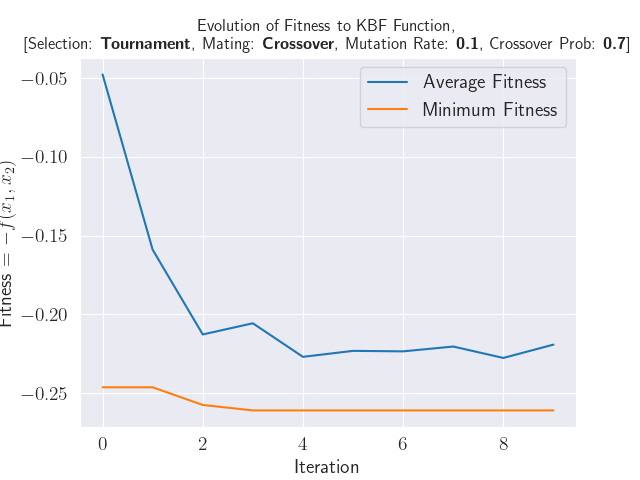 Evolution of Fitness to KBF Function,
[Selection: Tournament, Mating: Crossover, Mutation Rate: 0.1, Crossover Prob: 0.7]
Average Fitness
Minimum Fitness
Fitness = −f(x₁, x₂)
−0.05
−0.10
−0.15
−0.20
−0.25
0 2 4 6 8
Iteration